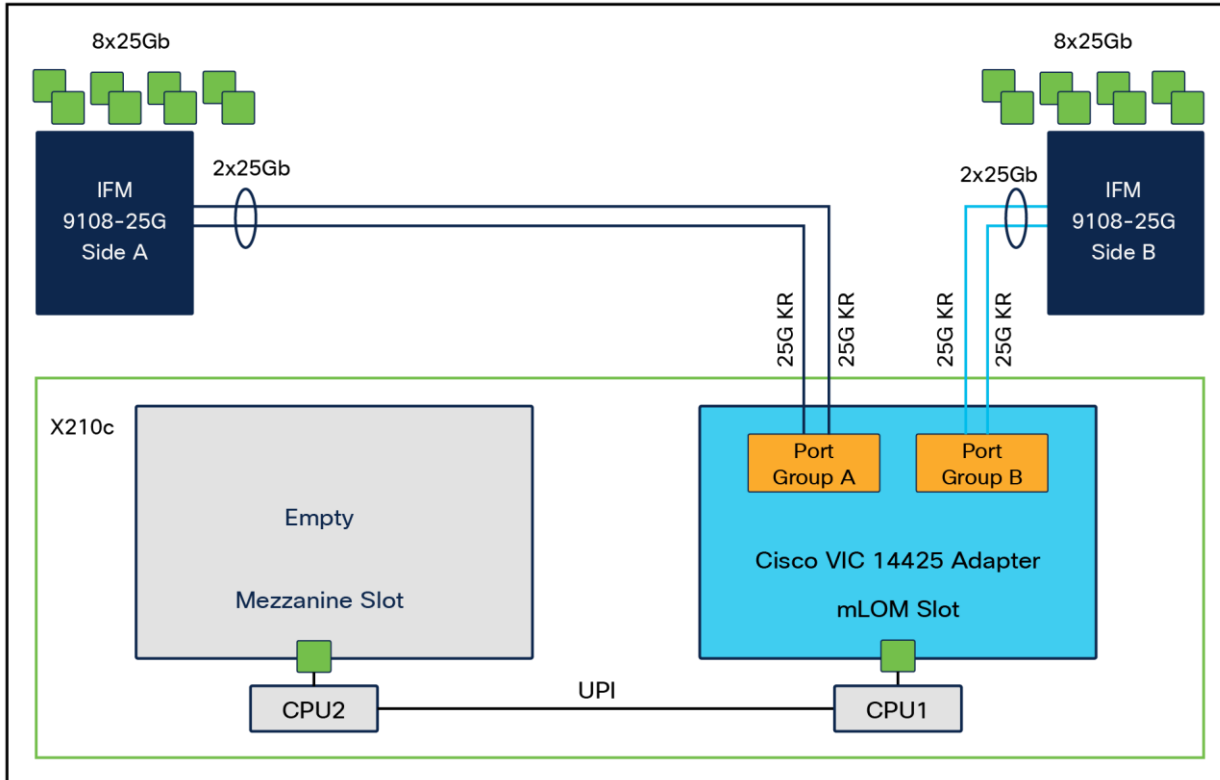 8x25Gb
8x25Gb
IFM
9108-25G
Side A
2x25Gb
2x25Gb
IFM
9108-25G
Side B
25G KR
25G KR
25G KR
25G KR
X210c
Empty
Mezzanine Slot
Port
Group A
Port
Group B
Cisco VIC 14425 Adapter
mLOM Slot
CPU2
UPI
CPU1